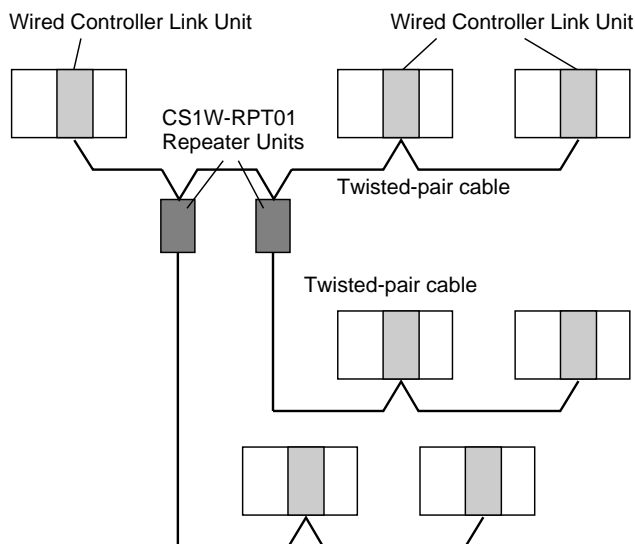 Wired Controller Link Unit
Wired Controller Link Unit
CS1W-RPT01
Repeater Units
Twisted-pair cable
Twisted-pair cable